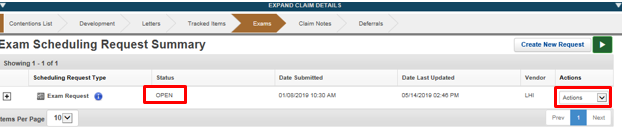 EXPAND CLAIM DETAILS
Contentions List Development Letters Tracked Items Exams Claim Notes Deferrals
Exam Scheduling Request Summary Create New Request
Showing 1 - 1 of 1
Scheduling Request Type Status Date Submitted Date Last Updated Vendor Actions
Exam Request OPEN 01/08/2019 10:30 AM 05/14/2019 02:46 PM LHI Actions
Items Per Page 10 Prev 1 Next